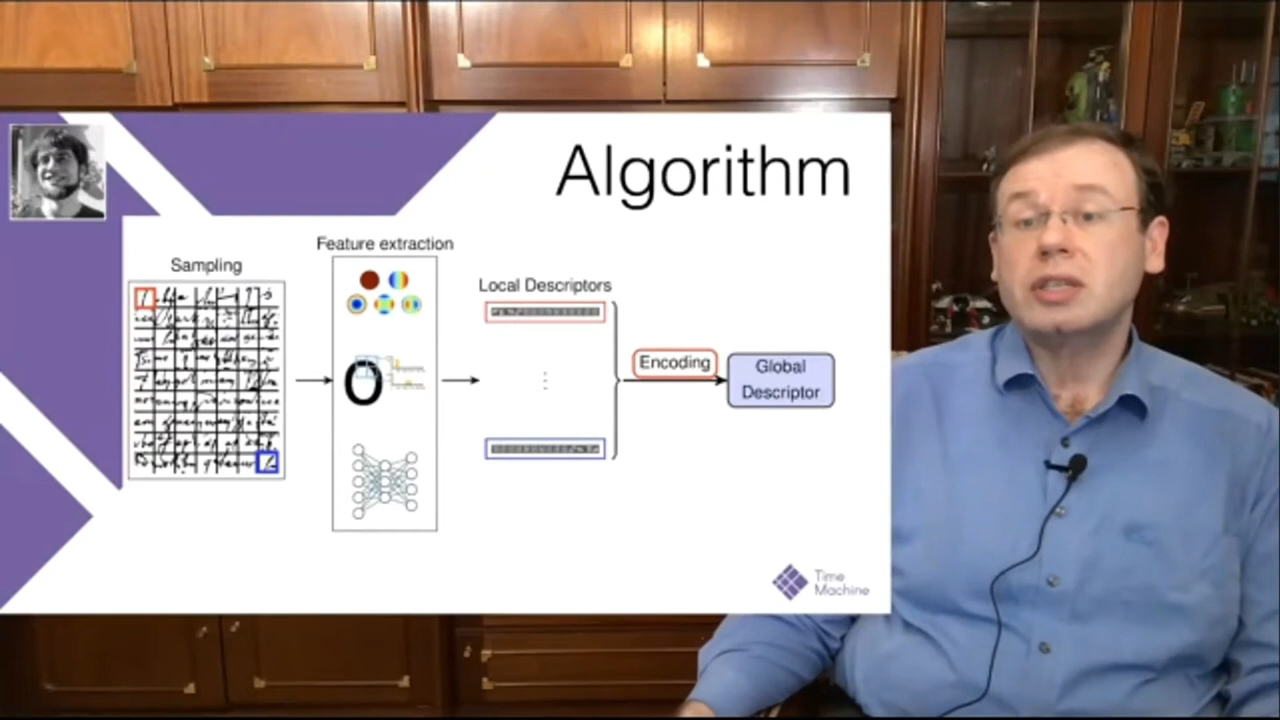 Algorithm
Feature extraction
Sampling
Local Descriptors
Encoding
Global
Descriptor
Time
Machine